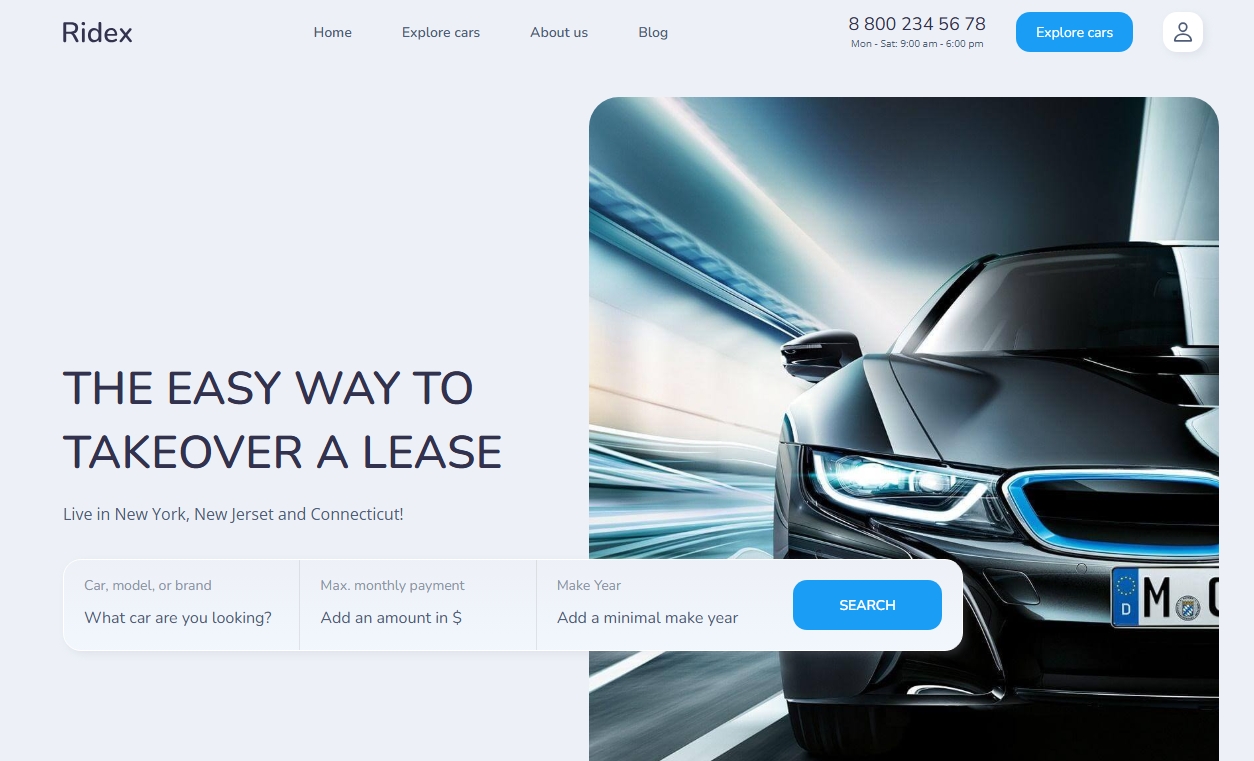 Ridex
Home
Explore cars
About us
Blog
8 800 234 56 78
Mon - Sat: 9:00 am - 6:00 pm
Explore cars
THE EASY WAY TO
TAKEOVER A LEASE
Live in New York, New Jerset and Connecticut!
Car, model, or brand
What car are you looking?
Max. monthly payment
Add an amount in $
Make Year
Add a minimal make year
SEARCH
D
M